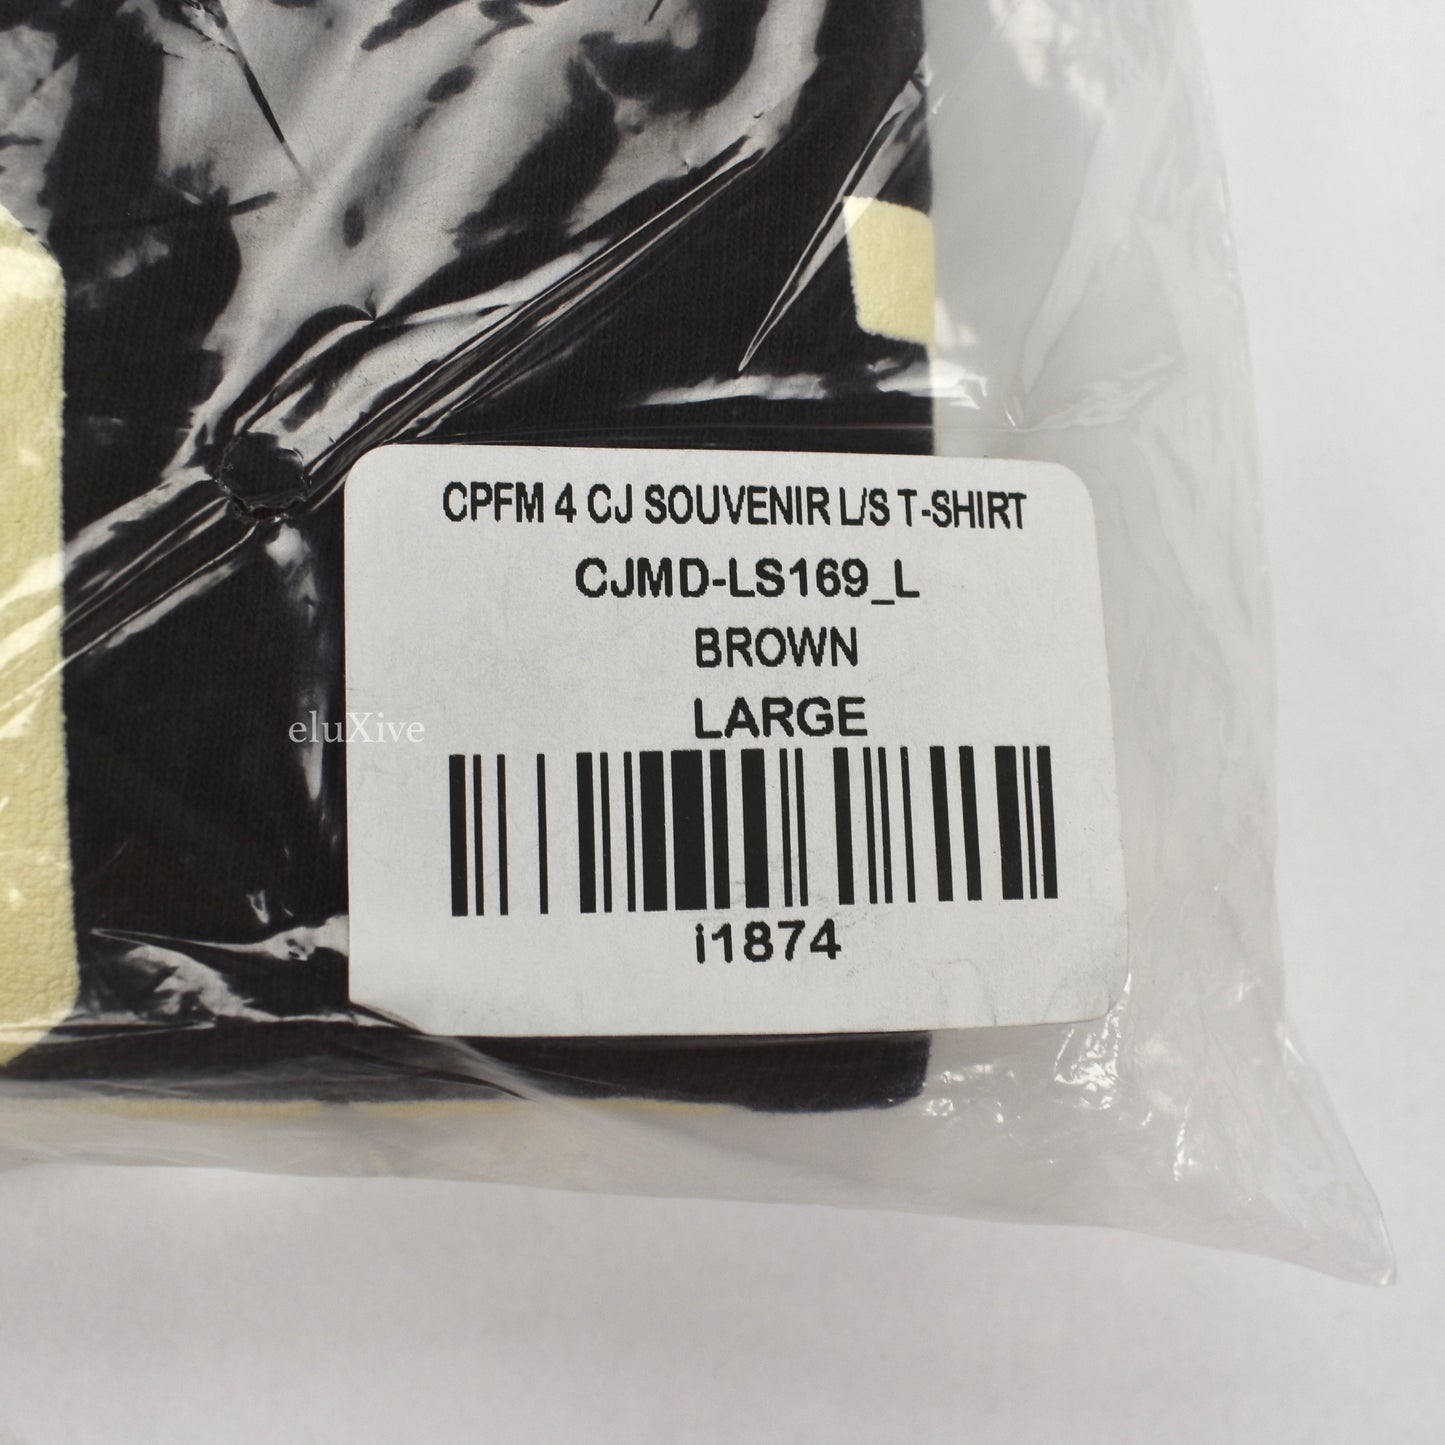 CPFM 4 CJ SOUVENIR L/S T-SHIRT
CJMD-LS169_L
BROWN
LARGE
eluXive
i1874